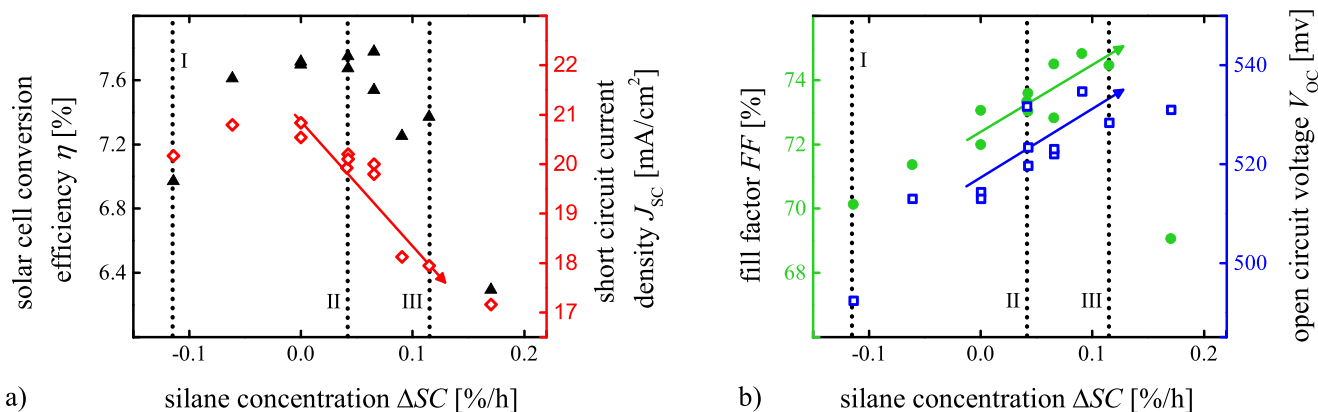 solar cell conversion
efficiency η [%]
7.6
7.2
6.8
6.4
I
II
III
22
21
20
19
18
17
short circuit current
density J_SC [mA/cm²]
-0.1
0.0
0.1
0.2
a)
silane concentration ΔSC [%/h]
fill factor FF [%]
74
72
70
68
I
II
III
540
520
500
open circuit voltage V_OC [mv]
-0.1
0.0
0.1
0.2
b)
silane concentration ΔSC [%/h]